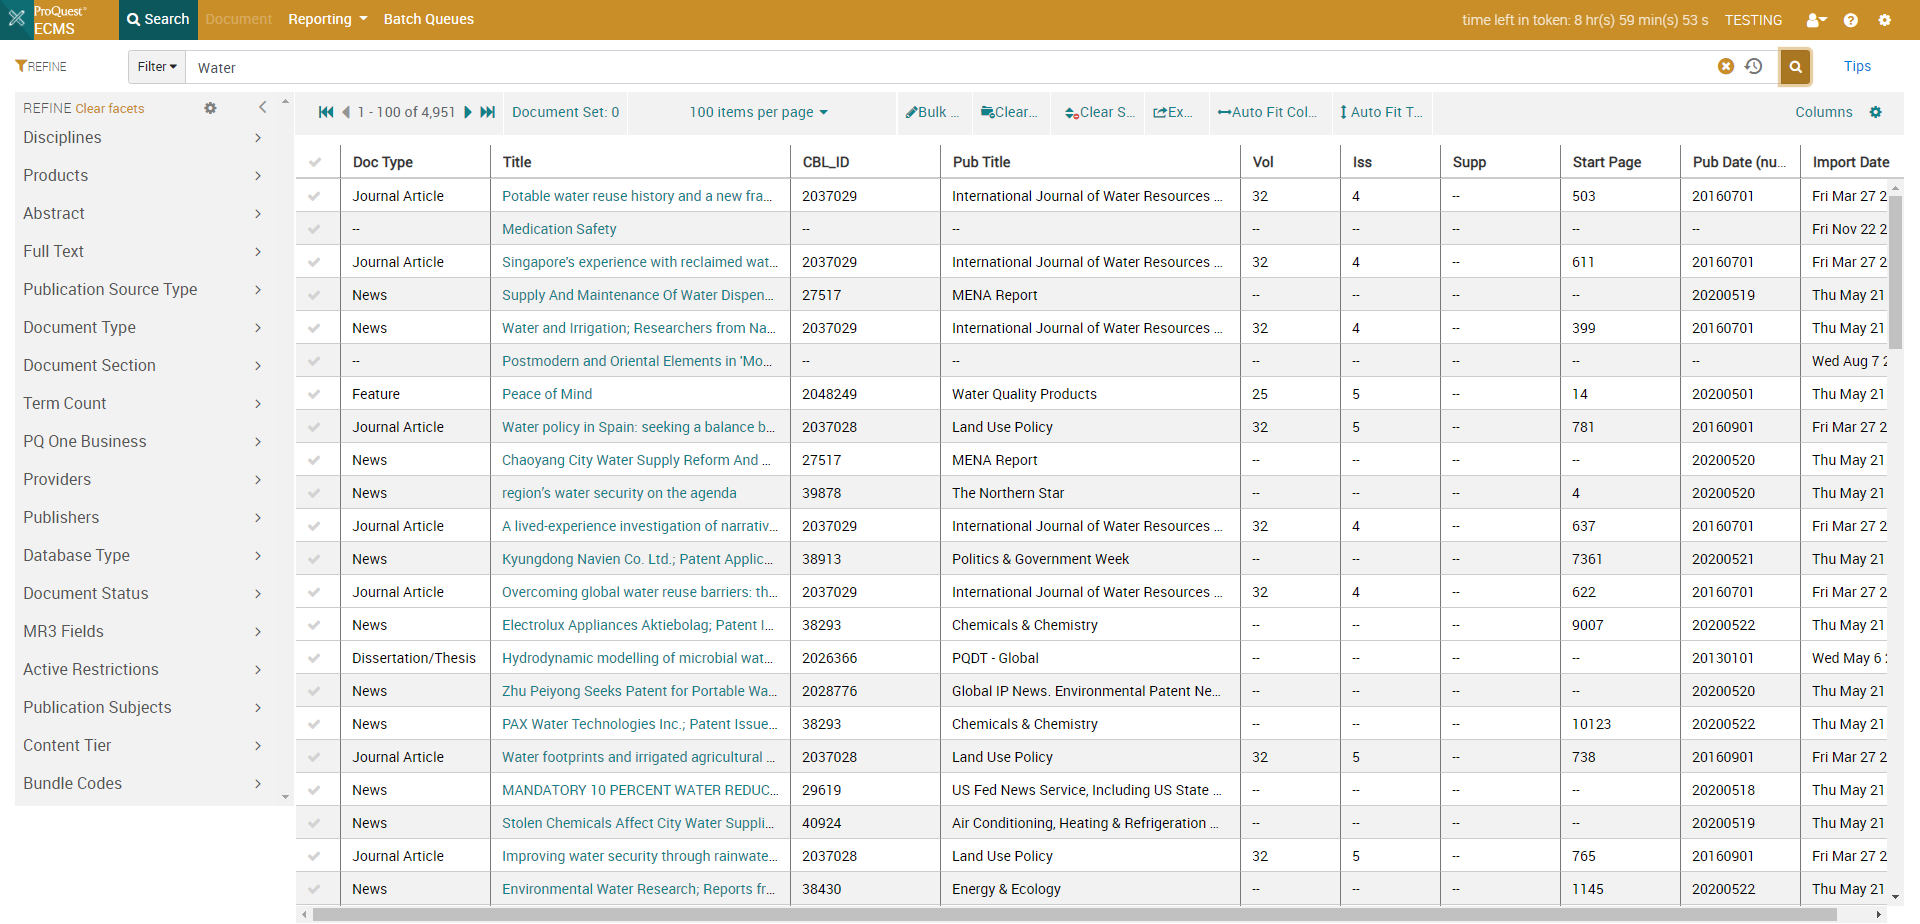 ProQuest®
ECMS
Search
Document
Reporting
Batch Queues
time left in token: 8 hr(s) 59 min(s) 53 s
TESTING
REFINE
Filter
Water
Tips
REFINE Clear facets
1 - 100 of 4,951
Document Set: 0
100 items per page
Bulk ...
Clear...
Clear S...
Ex...
Auto Fit Col...
Auto Fit T...
Columns
Disciplines
Products
Abstract
Full Text
Publication Source Type
Document Type
Document Section
Term Count
PQ One Business
Providers
Publishers
Database Type
Document Status
MR3 Fields
Active Restrictions
Publication Subjects
Content Tier
Bundle Codes
Doc Type Title CBL_ID Pub Title Vol Iss Supp Start Page Pub Date (nu... Import Date
Journal Article Potable water reuse history and a new fra... 2037029 International Journal of Water Resources ... 32 4 -- 503 20160701 Fri Mar 27 2
-- Medication Safety -- -- -- -- -- -- -- Fri Nov 22 2
Journal Article Singapore's experience with reclaimed wat... 2037029 International Journal of Water Resources ... 32 4 -- 611 20160701 Fri Mar 27 2
News Supply And Maintenance Of Water Dispen... 27517 MENA Report -- -- -- -- 20200519 Thu May 21
News Water and Irrigation; Researchers from Na... 2037029 International Journal of Water Resources ... 32 4 -- 399 20160701 Thu May 21
-- Postmodern and Oriental Elements in 'Mo... -- -- -- -- -- -- -- Wed Aug 7 2
Feature Peace of Mind 2048249 Water Quality Products 25 5 -- 14 20200501 Thu May 21
Journal Article Water policy in Spain: seeking a balance b... 2037028 Land Use Policy 32 5 -- 781 20160901 Fri Mar 27 2
News Chaoyang City Water Supply Reform And ... 27517 MENA Report -- -- -- -- 20200520 Thu May 21
News region's water security on the agenda 39878 The Northern Star -- -- -- 4 20200520 Thu May 21
Journal Article A lived-experience investigation of narrativ... 2037029 International Journal of Water Resources ... 32 4 -- 637 20160701 Fri Mar 27 2
News Kyungdong Navien Co. Ltd.; Patent Applic... 38913 Politics & Government Week -- -- -- 7361 20200521 Thu May 21
Journal Article Overcoming global water reuse barriers: th... 2037029 International Journal of Water Resources ... 32 4 -- 622 20160701 Fri Mar 27 2
News Electrolux Appliances Aktiebolag; Patent I... 38293 Chemicals & Chemistry -- -- -- 9007 20200522 Thu May 21
Dissertation/Thesis Hydrodynamic modelling of microbial wat... 2026366 PQDT - Global -- -- -- -- 20130101 Wed May 6 2
News Zhu Peiyong Seeks Patent for Portable Wa... 2028776 Global IP News. Environmental Patent Ne... -- -- -- -- 20200520 Thu May 21
News PAX Water Technologies Inc.; Patent Issue... 38293 Chemicals & Chemistry -- -- -- 10123 20200522 Thu May 21
Journal Article Water footprints and irrigated agricultural ... 2037028 Land Use Policy 32 5 -- 738 20160901 Fri Mar 27 2
News MANDATORY 10 PERCENT WATER REDUC... 29619 US Fed News Service, Including US State ... -- -- -- -- 20200518 Thu May 21
News Stolen Chemicals Affect City Water Suppli... 40924 Air Conditioning, Heating & Refrigeration ... -- -- -- -- 20200519 Thu May 21
Journal Article Improving water security through rainwate... 2037028 Land Use Policy 32 5 -- 765 20160901 Fri Mar 27 2
News Environmental Water Research; Reports fr... 38430 Energy & Ecology -- -- -- 1145 20200522 Thu May 21